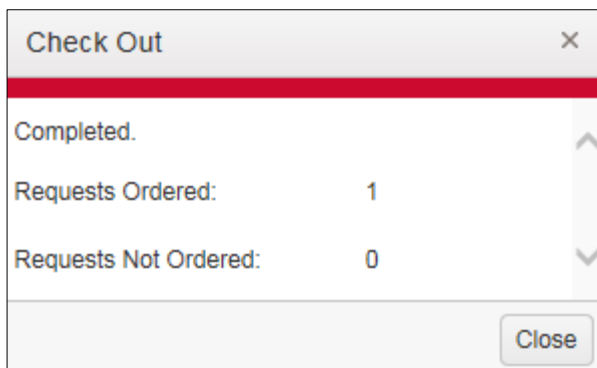 Check Out
Completed.
Requests Ordered: 1
Requests Not Ordered: 0
Close